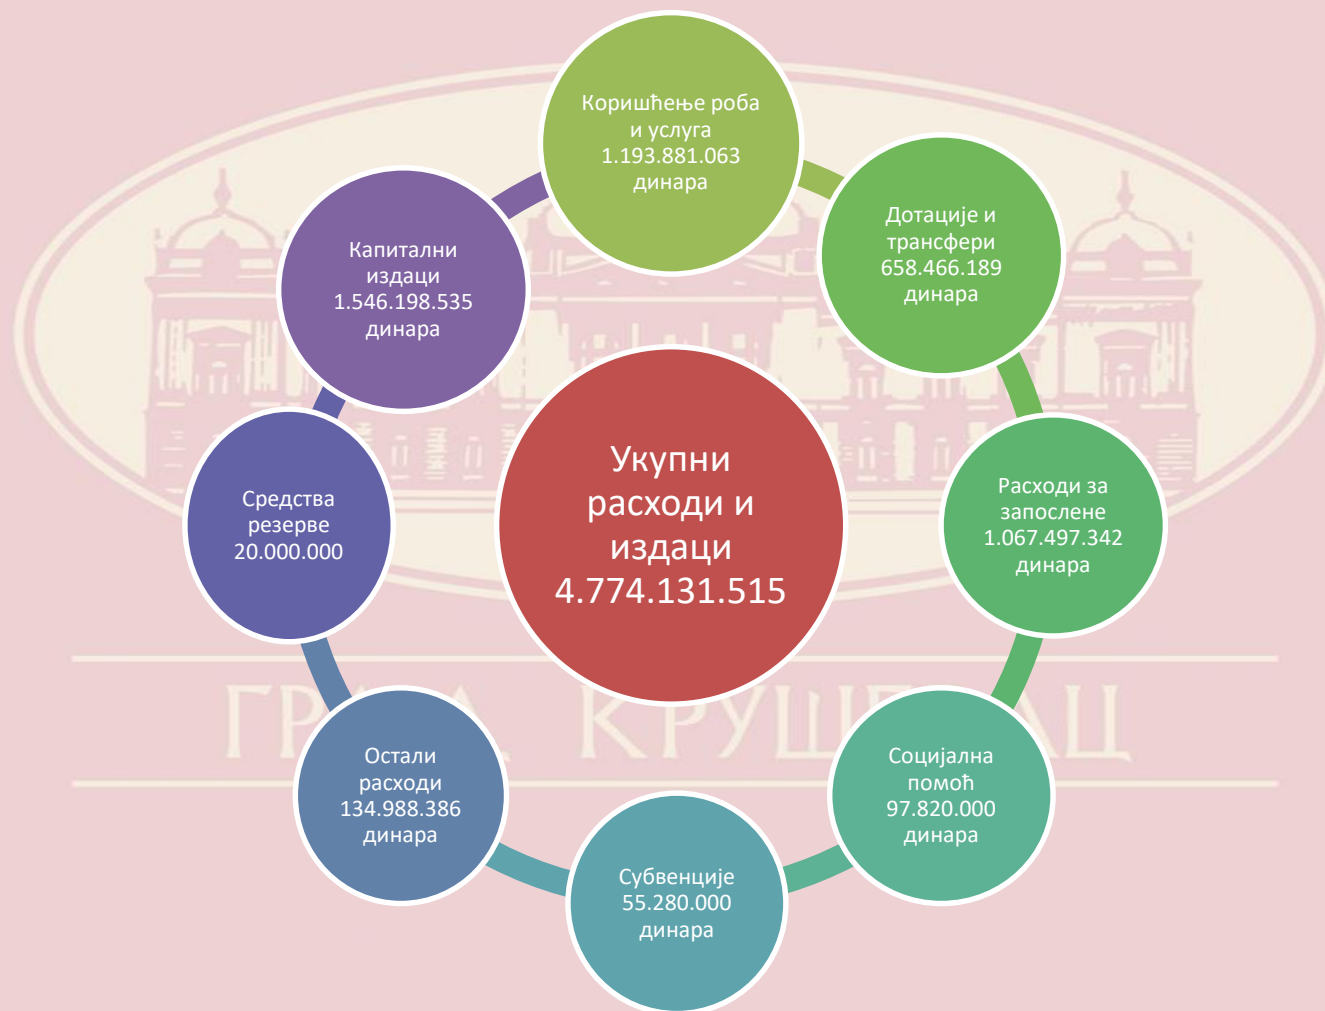 Коришћење роба
и услуга
1.193.881.063
динара
Дотације и
трансфери
658.466.189
динара
Расходи за
запослене
1.067.497.342
динара
Социјална
помоћ
97.820.000
динара
Субвенције
55.280.000
динара
Остали
расходи
134.988.386
динара
Средства
резерве
20.000.000
Капитални
издаци
1.546.198.535
динара
Укупни
расходи и
издаци
4.774.131.515